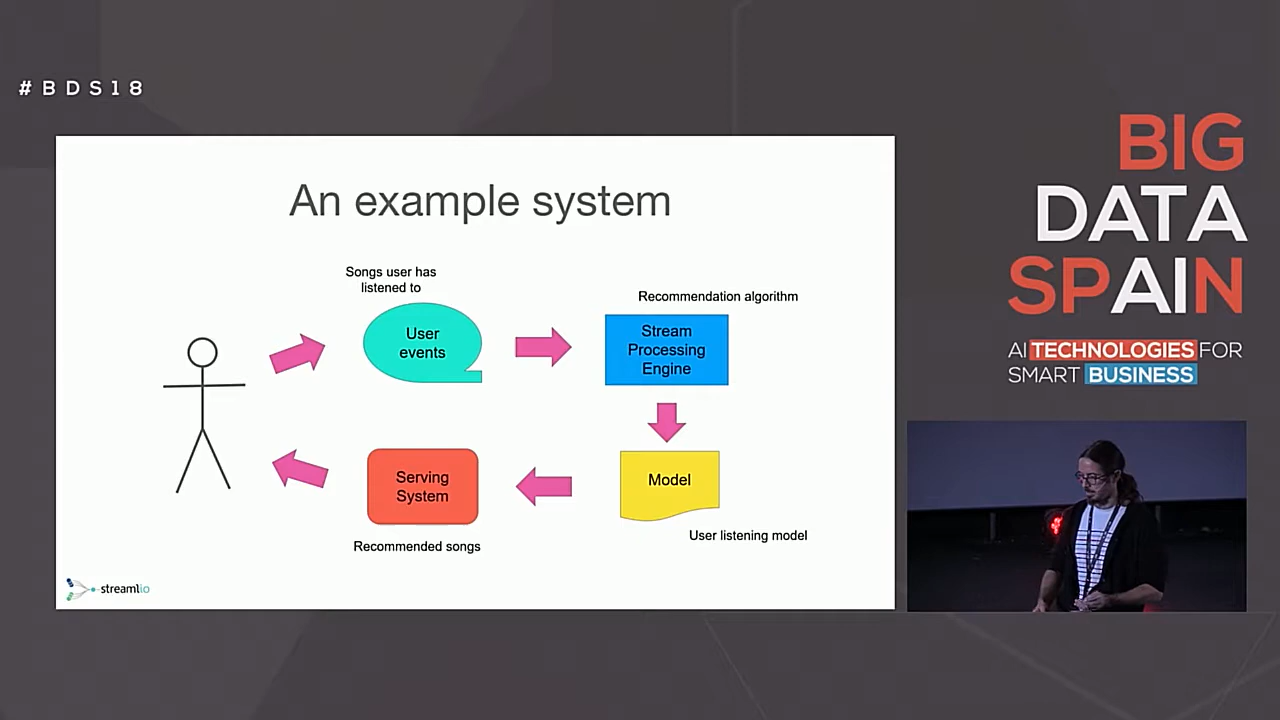 #BDS18
An example system
Songs user has
listened to
User
events
Recommendation algorithm
Stream
Processing
Engine
Serving
System
Recommended songs
Model
User listening model
streamlio
BIG
DATA
SPAIN
AI TECHNOLOGIES FOR
SMART BUSINESS